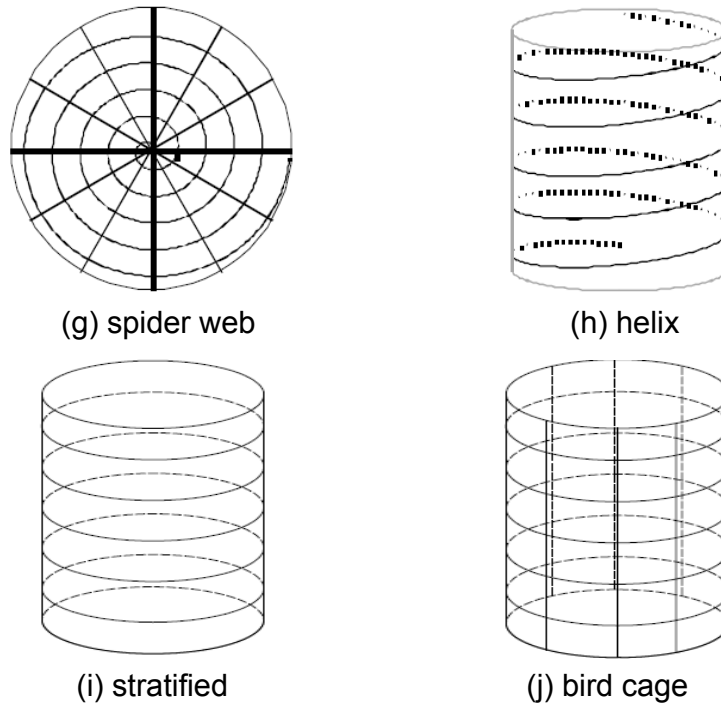 (g) spider web
(h) helix
(i) stratified
(j) bird cage